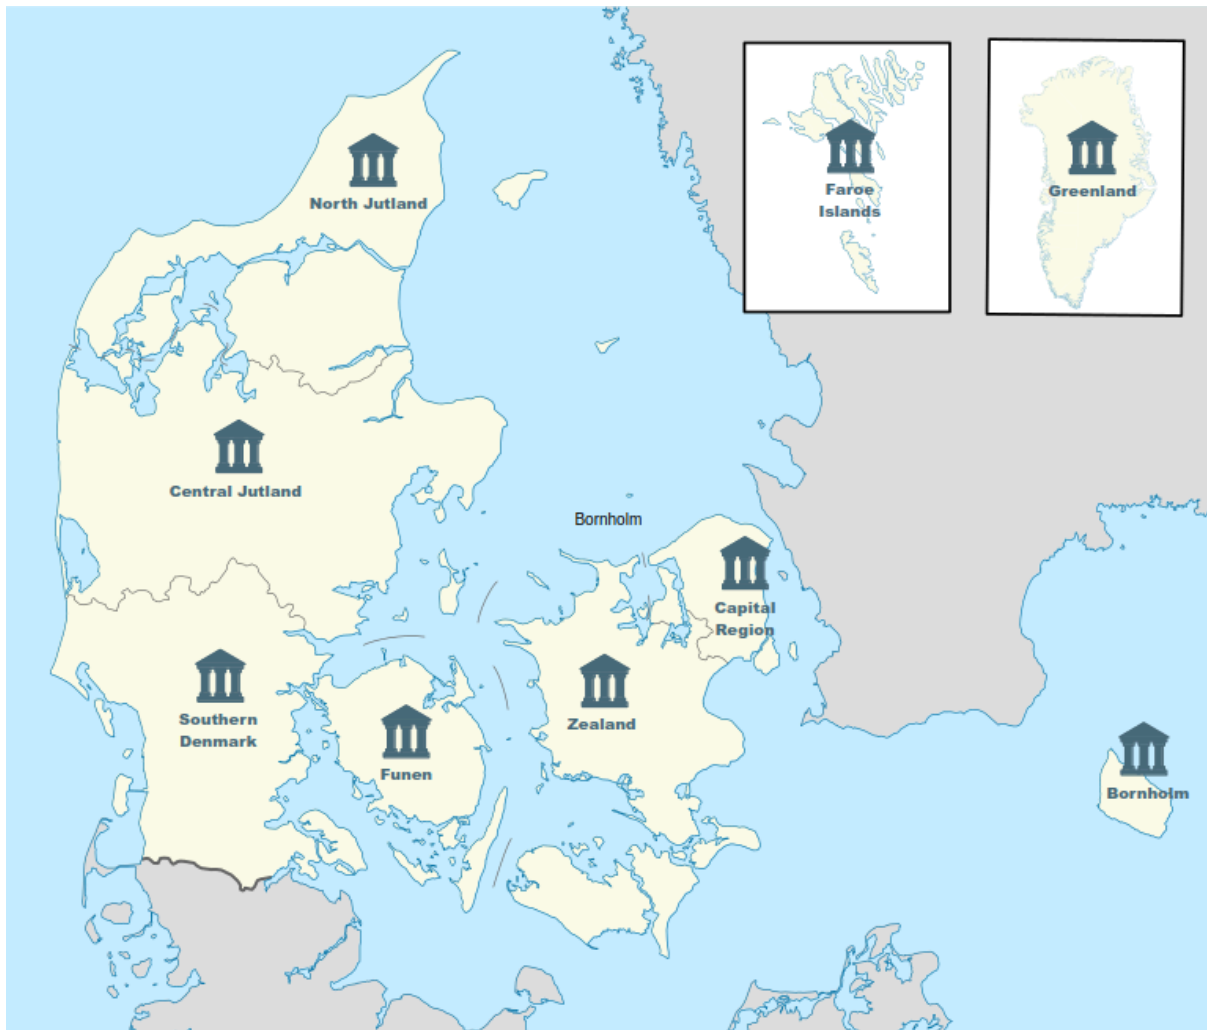 North Jutland
Faroe
Islands
Greenland
Central Jutland
Bornholm
Capital
Region
Southern
Denmark
Zealand
Funen
Bornholm